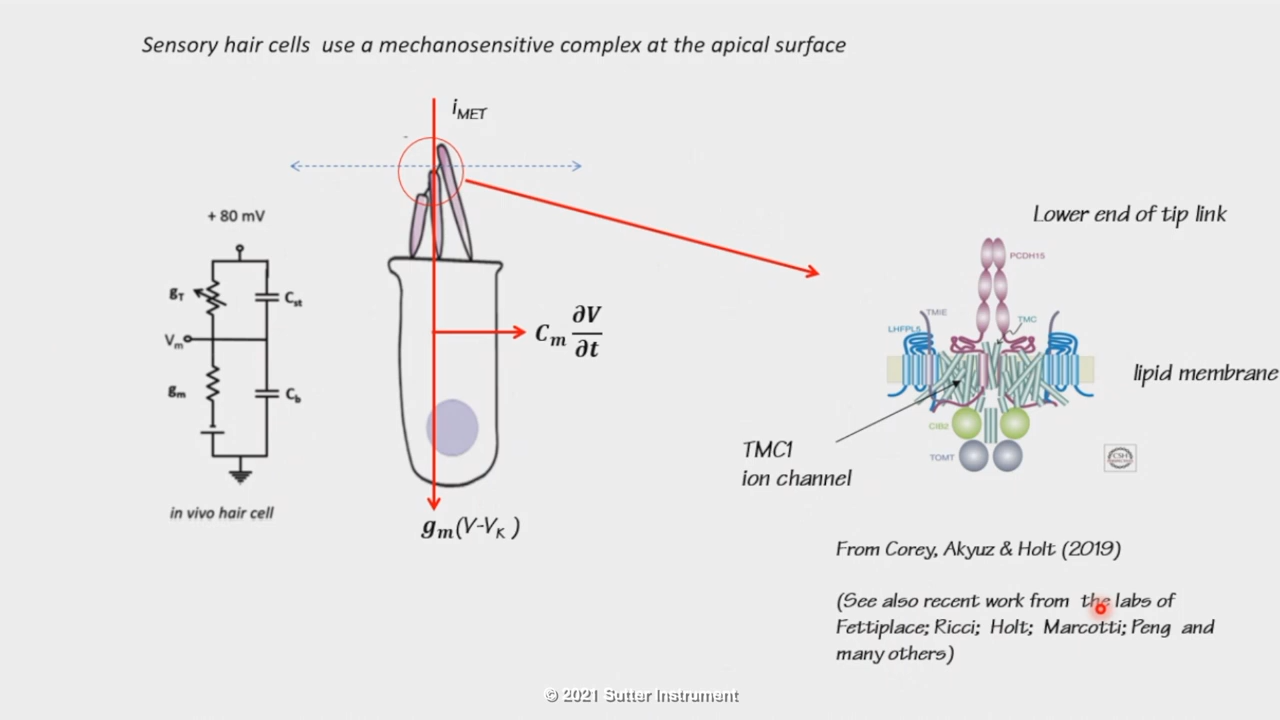 Sensory hair cells use a mechanosensitive complex at the apical surface
iMET
+ 80 mV
gT
Cst
Vm
gm
Cb
in vivo hair cell
Cm ∂V/∂t
gm(V-VK )
Lower end of tip link
PCDH15
TMIE
TMC
LHFPL5
lipid membrane
CIB2
TOMT
TMC1
ion channel
CSH
From Corey, Akyuz & Holt (2019)
(See also recent work from the labs of
Fettiplace; Ricci; Holt; Marcotti; Peng and
many others)
© 2021 Sutter Instrument